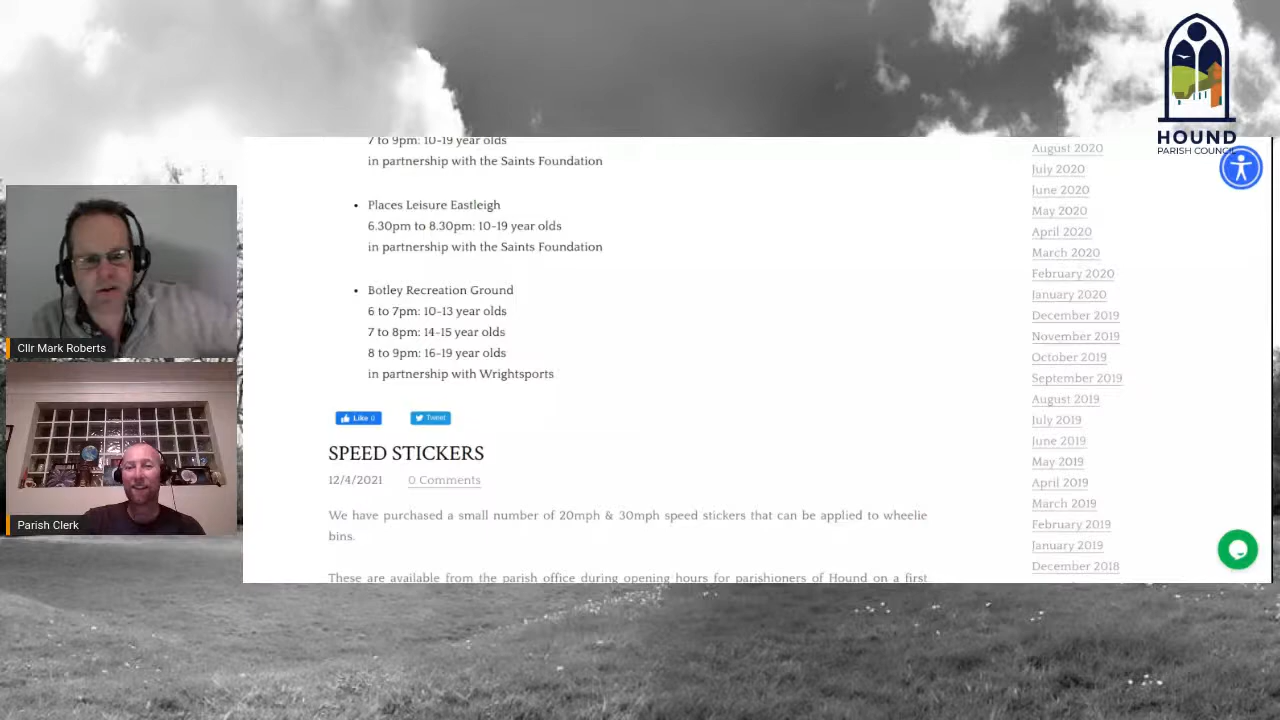 HOUND
PARISH COUNCIL
7 to 9pm: 10-19 year olds
in partnership with the Saints Foundation
Places Leisure Eastleigh
6.30pm to 8.30pm: 10-19 year olds
in partnership with the Saints Foundation
Botley Recreation Ground
6 to 7pm: 10-13 year olds
7 to 8pm: 14-15 year olds
8 to 9pm: 16-19 year olds
in partnership with Wrightsports
Like 0
Tweet
SPEED STICKERS
12/4/2021 0 Comments
We have purchased a small number of 20mph & 30mph speed stickers that can be applied to wheelie
bins.
These are available from the parish office during opening hours for parishioners of Hound on a first
August 2020
July 2020
June 2020
May 2020
April 2020
March 2020
February 2020
January 2020
December 2019
November 2019
October 2019
September 2019
August 2019
July 2019
June 2019
May 2019
April 2019
March 2019
February 2019
January 2019
December 2018
Cllr Mark Roberts
Parish Clerk